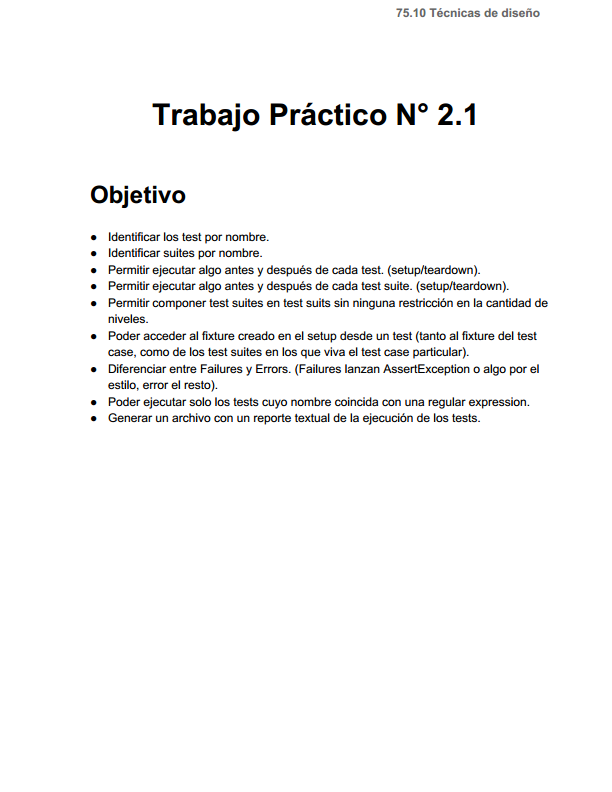 75.10 Técnicas de diseño
Trabajo Práctico N° 2.1
Objetivo
● Identificar los test por nombre.
● Identificar suites por nombre.
● Permitir ejecutar algo antes y después de cada test. (setup/teardown).
● Permitir ejecutar algo antes y después de cada test suite. (setup/teardown).
● Permitir componer test suites en test suits sin ninguna restricción en la cantidad de
niveles.
● Poder acceder al fixture creado en el setup desde un test (tanto al fixture del test
case, como de los test suites en los que viva el test case particular).
● Diferenciar entre Failures y Errors. (Failures lanzan AssertException o algo por el
estilo, error el resto).
● Poder ejecutar solo los tests cuyo nombre coincida con una regular expression.
● Generar un archivo con un reporte textual de la ejecución de los tests.